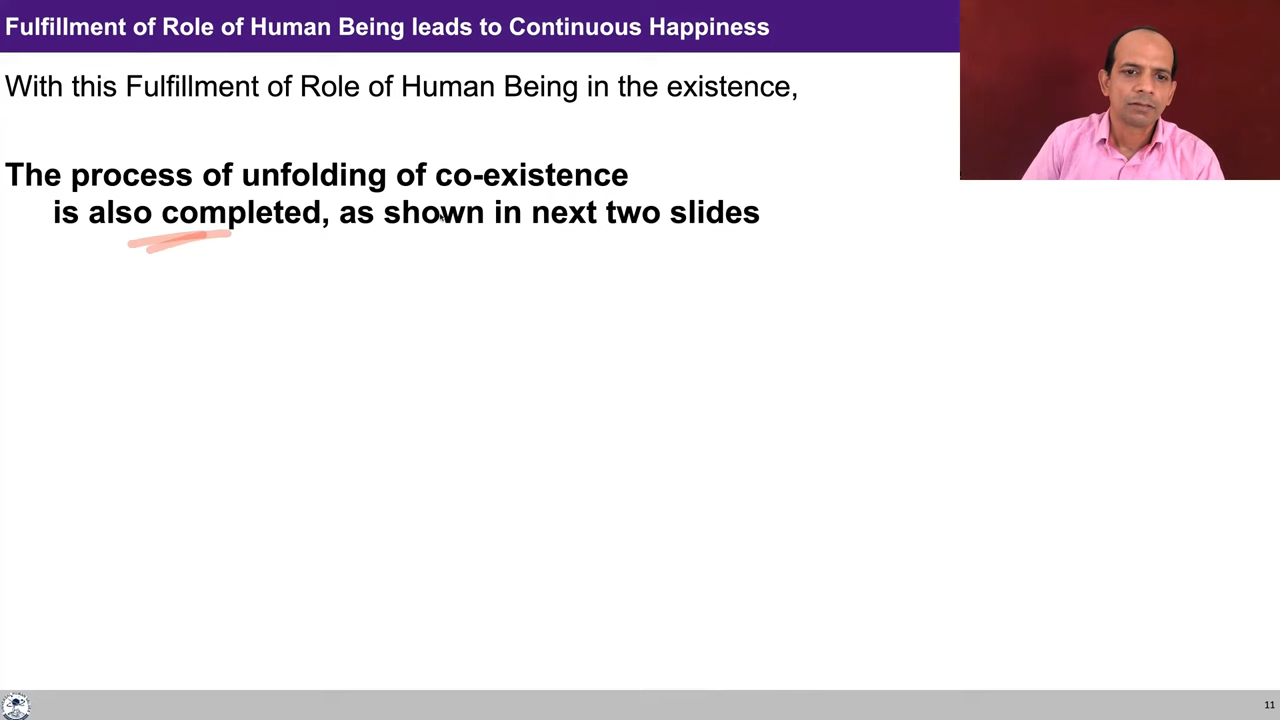 Fulfillment of Role of Human Being leads to Continuous Happiness
With this Fulfillment of Role of Human Being in the existence,
The process of unfolding of co-existence
is also completed, as shown in next two slides
11